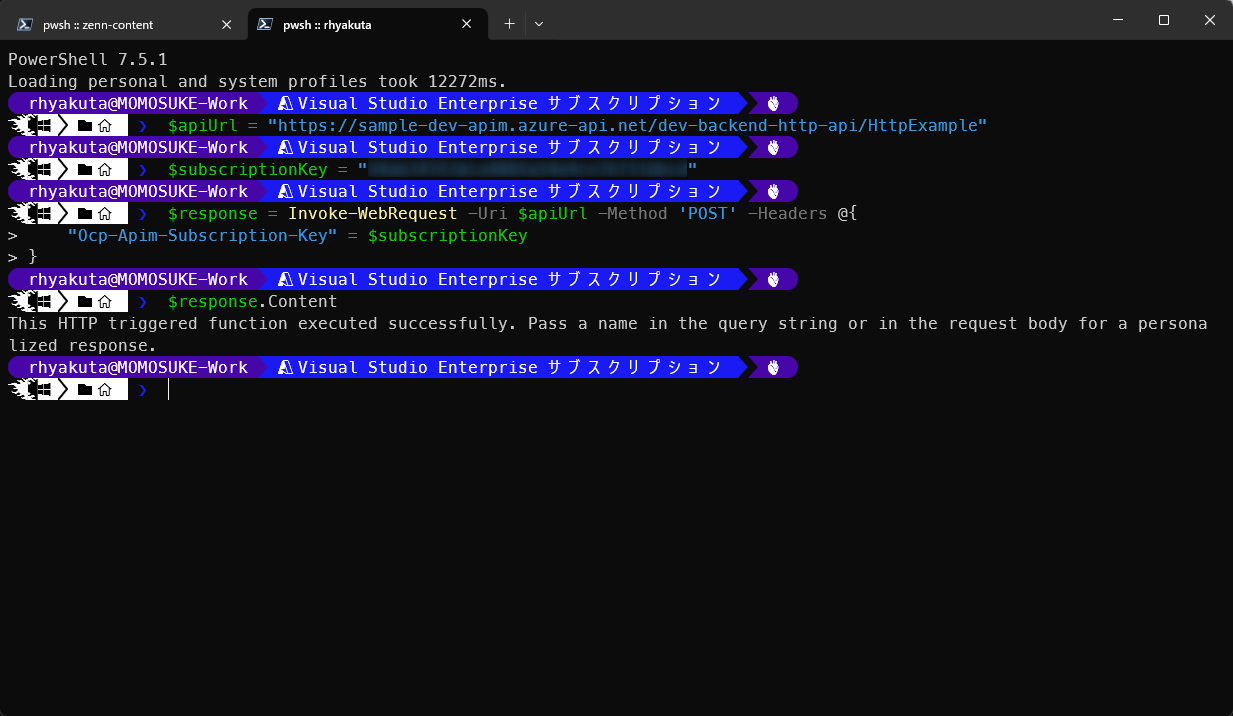 pwsh :: zenn-content
pwsh :: rhyakuta
PowerShell 7.5.1
Loading personal and system profiles took 12272ms.
rhyakuta@MOMOSUKE-Work Visual Studio Enterprise サブスクリプション
❯ $apiUrl = "https://sample-dev-apim.azure-api.net/dev-backend-http-api/HttpExample"
rhyakuta@MOMOSUKE-Work Visual Studio Enterprise サブスクリプション
❯ $subscriptionKey = ""
rhyakuta@MOMOSUKE-Work Visual Studio Enterprise サブスクリプション
❯ $response = Invoke-WebRequest -Uri $apiUrl -Method 'POST' -Headers @{
>     "Ocp-Apim-Subscription-Key" = $subscriptionKey
> }
rhyakuta@MOMOSUKE-Work Visual Studio Enterprise サブスクリプション
❯ $response.Content
This HTTP triggered function executed successfully. Pass a name in the query string or in the request body for a persona
lized response.
rhyakuta@MOMOSUKE-Work Visual Studio Enterprise サブスクリプション
❯